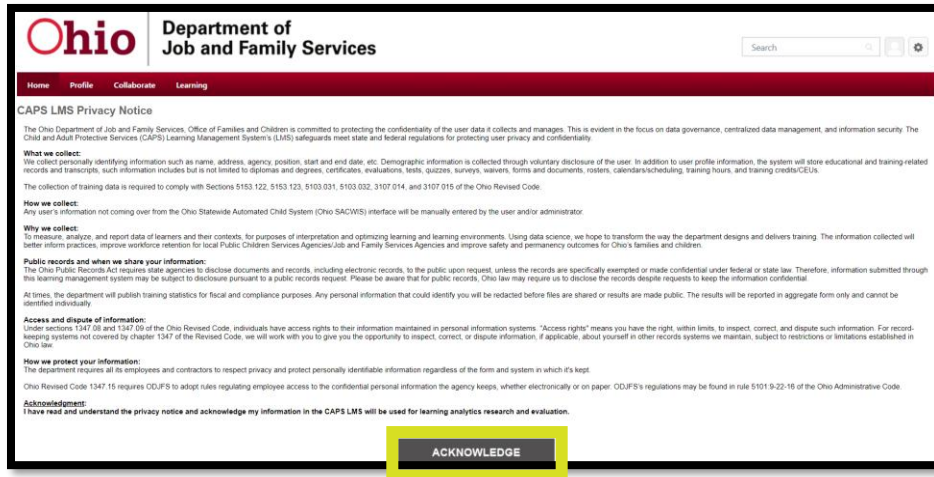 Ohio
Department of
Job and Family Services
Search
Home Profile Collaborate Learning
CAPS LMS Privacy Notice
The Ohio Department of Job and Family Services, Office of Families and Children is committed to protecting the confidentiality of the user data it collects and manages. This is evident in the focus on data governance, centralized data management, and information security. The
Child and Adult Protective Services (CAPS) Learning Management System's (LMS) safeguards meet state and federal regulations for protecting user privacy and confidentiality.
What we collect:
We collect personally identifying information such as name, address, agency, position, start and end date, etc. Demographic information is collected through voluntary disclosure of the user. In addition to user profile information, the system will store educational and training-related
records and transcripts, such information includes but is not limited to diplomas and degrees, certificates, evaluations, tests, quizzes, surveys, waivers, forms and documents, rosters, calendars/scheduling, training hours, and training credits/CEUs.
The collection of training data is required to comply with Sections 5153.122, 5153.123, 5103.031, 5103.032, 3107.014, and 3107.015 of the Ohio Revised Code.
How we collect:
Any user's information not coming over from the Ohio Statewide Automated Child System (Ohio SACWIS) interface will be manually entered by the user and/or administrator.
Why we collect:
To measure, analyze, and report data of learners and their contexts, for purposes of interpretation and optimizing learning and learning environments. Using data science, we hope to transform the way the department designs and delivers training. The information collected will
better inform practices, improve workforce retention for local Public Children Services Agencies/Job and Family Services Agencies and improve safety and permanency outcomes for Ohio's families and children.
Public records and when we share your information:
The Ohio Public Records Act requires state agencies to disclose documents and records, including electronic records, to the public upon request, unless the records are specifically exempted or made confidential under federal or state law. Therefore, information submitted through
this learning management system may be subject to disclosure pursuant to a public records request. Please be aware that for public records, Ohio law may require us to disclose the records despite requests to keep the information confidential.
At times, the department will publish training statistics for fiscal and compliance purposes. Any personal information that could identify you will be redacted before files are shared or results are made public. The results will be reported in aggregate form only and cannot be
identified individually.
Access and dispute of information:
Under sections 1347.08 and 1347.09 of the Ohio Revised Code, individuals have access rights to their information maintained in personal information systems. "Access rights" means you have the right, within limits, to inspect, correct, and dispute such information. For record-
keeping systems not covered by chapter 1347 of the Revised Code, we will work with you to give you the opportunity to inspect, correct, or dispute information, if applicable, about yourself in other records systems we maintain, subject to restrictions or limitations established in
Ohio law.
How we protect your information:
The department requires all its employees and contractors to respect privacy and protect personally identifiable information regardless of the form and system in which it's kept.
Ohio Revised Code 1347.15 requires ODJFS to adopt rules regulating employee access to the confidential personal information the agency keeps, whether electronically or on paper. ODJFS's regulations may be found in rule 5101:9-22-16 of the Ohio Administrative Code.
Acknowledgment:
I have read and understand the privacy notice and acknowledge my information in the CAPS LMS will be used for learning analytics research and evaluation.
ACKNOWLEDGE